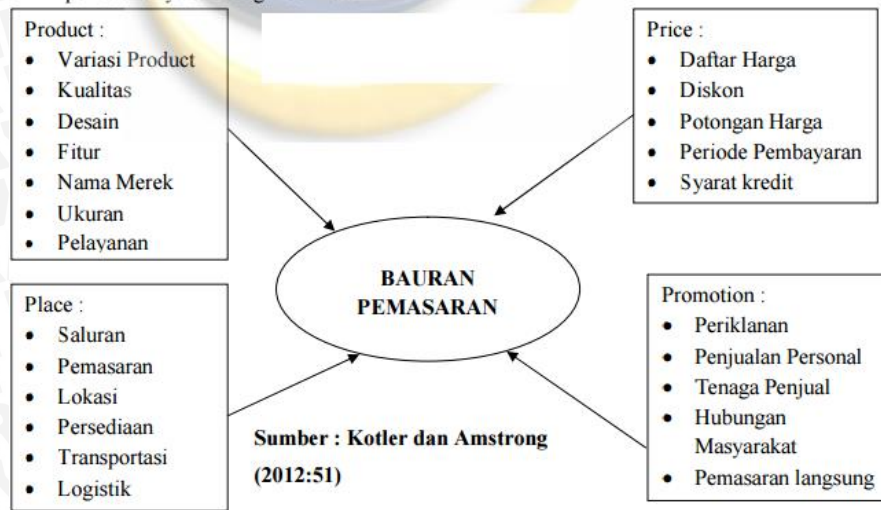 Product :
• Variasi Product
• Kualitas
• Desain
• Fitur
• Nama Merek
• Ukuran
• Pelayanan
Price :
• Daftar Harga
• Diskon
• Potongan Harga
• Periode Pembayaran
• Syarat kredit
BAURAN
PEMASARAN
Place :
• Saluran
• Pemasaran
• Lokasi
• Persediaan
• Transportasi
• Logistik
Promotion :
• Periklanan
• Penjualan Personal
• Tenaga Penjual
• Hubungan
Masyarakat
• Pemasaran langsung
Sumber : Kotler dan Amstrong
(2012:51)